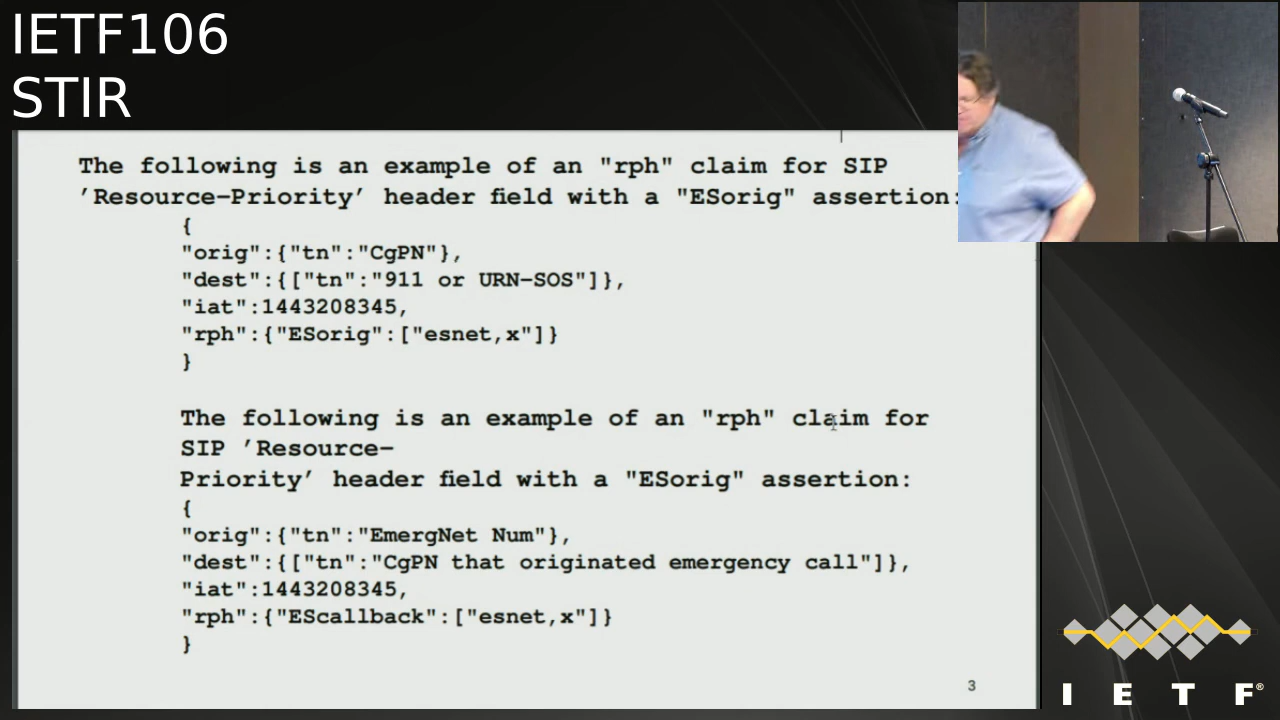 IETF106
STIR
The following is an example of an "rph" claim for SIP
’Resource-Priority’ header field with a "ESorig" assertion:
{
"orig":{"tn":"CgPN"},
"dest":{["tn":"911 or URN-SOS"]},
"iat":1443208345,
"rph":{"ESorig":["esnet,x"]}
}
The following is an example of an "rph" claim for
SIP ’Resource-
Priority’ header field with a "ESorig" assertion:
{
"orig":{"tn":"EmergNet Num"},
"dest":{["tn":"CgPN that originated emergency call"]},
"iat":1443208345,
"rph":{"EScallback":["esnet,x"]}
}
3
I E T F®